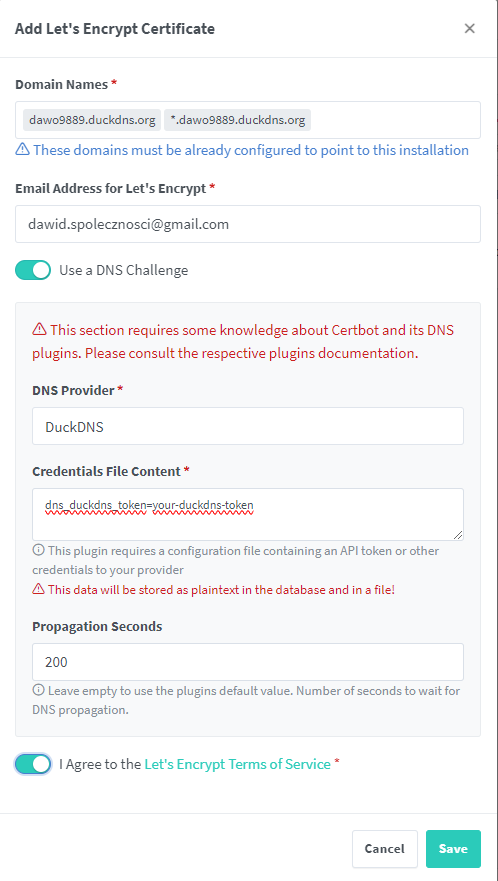 Add Let's Encrypt Certificate
Domain Names *
dawo9889.duckdns.org *.dawo9889.duckdns.org
These domains must be already configured to point to this installation
Email Address for Let's Encrypt *
dawid.spolecznosci@gmail.com
Use a DNS Challenge
This section requires some knowledge about Certbot and its DNS
plugins. Please consult the respective plugins documentation.
DNS Provider *
DuckDNS
Credentials File Content *
dns_duckdns_token=your-duckdns-token
This plugin requires a configuration file containing an API token or other
credentials to your provider
This data will be stored as plaintext in the database and in a file!
Propagation Seconds
200
Leave empty to use the plugins default value. Number of seconds to wait for
DNS propagation.
I Agree to the Let's Encrypt Terms of Service *
Cancel Save